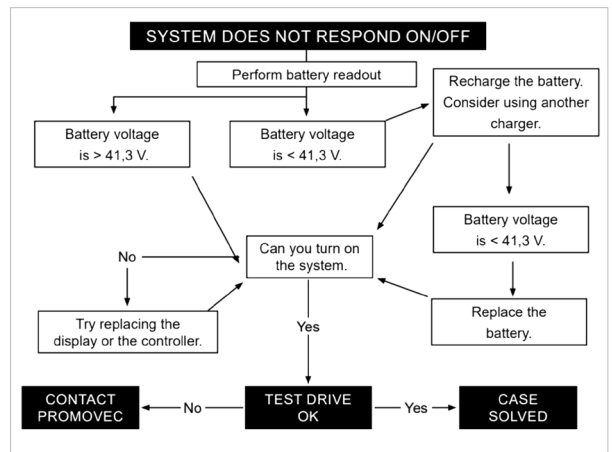 SYSTEM DOES NOT RESPOND ON/OFF
Perform battery readout
Recharge the battery.
Consider using another
charger.
Battery voltage
is > 41,3 V.
Battery voltage
is < 41,3 V.
Battery voltage
is < 41,3 V.
Can you turn on
the system.
No
Try replacing the
display or the controller.
Yes
Replace the
battery.
CONTACT
PROMOVEC
No
TEST DRIVE
OK
Yes
CASE
SOLVED